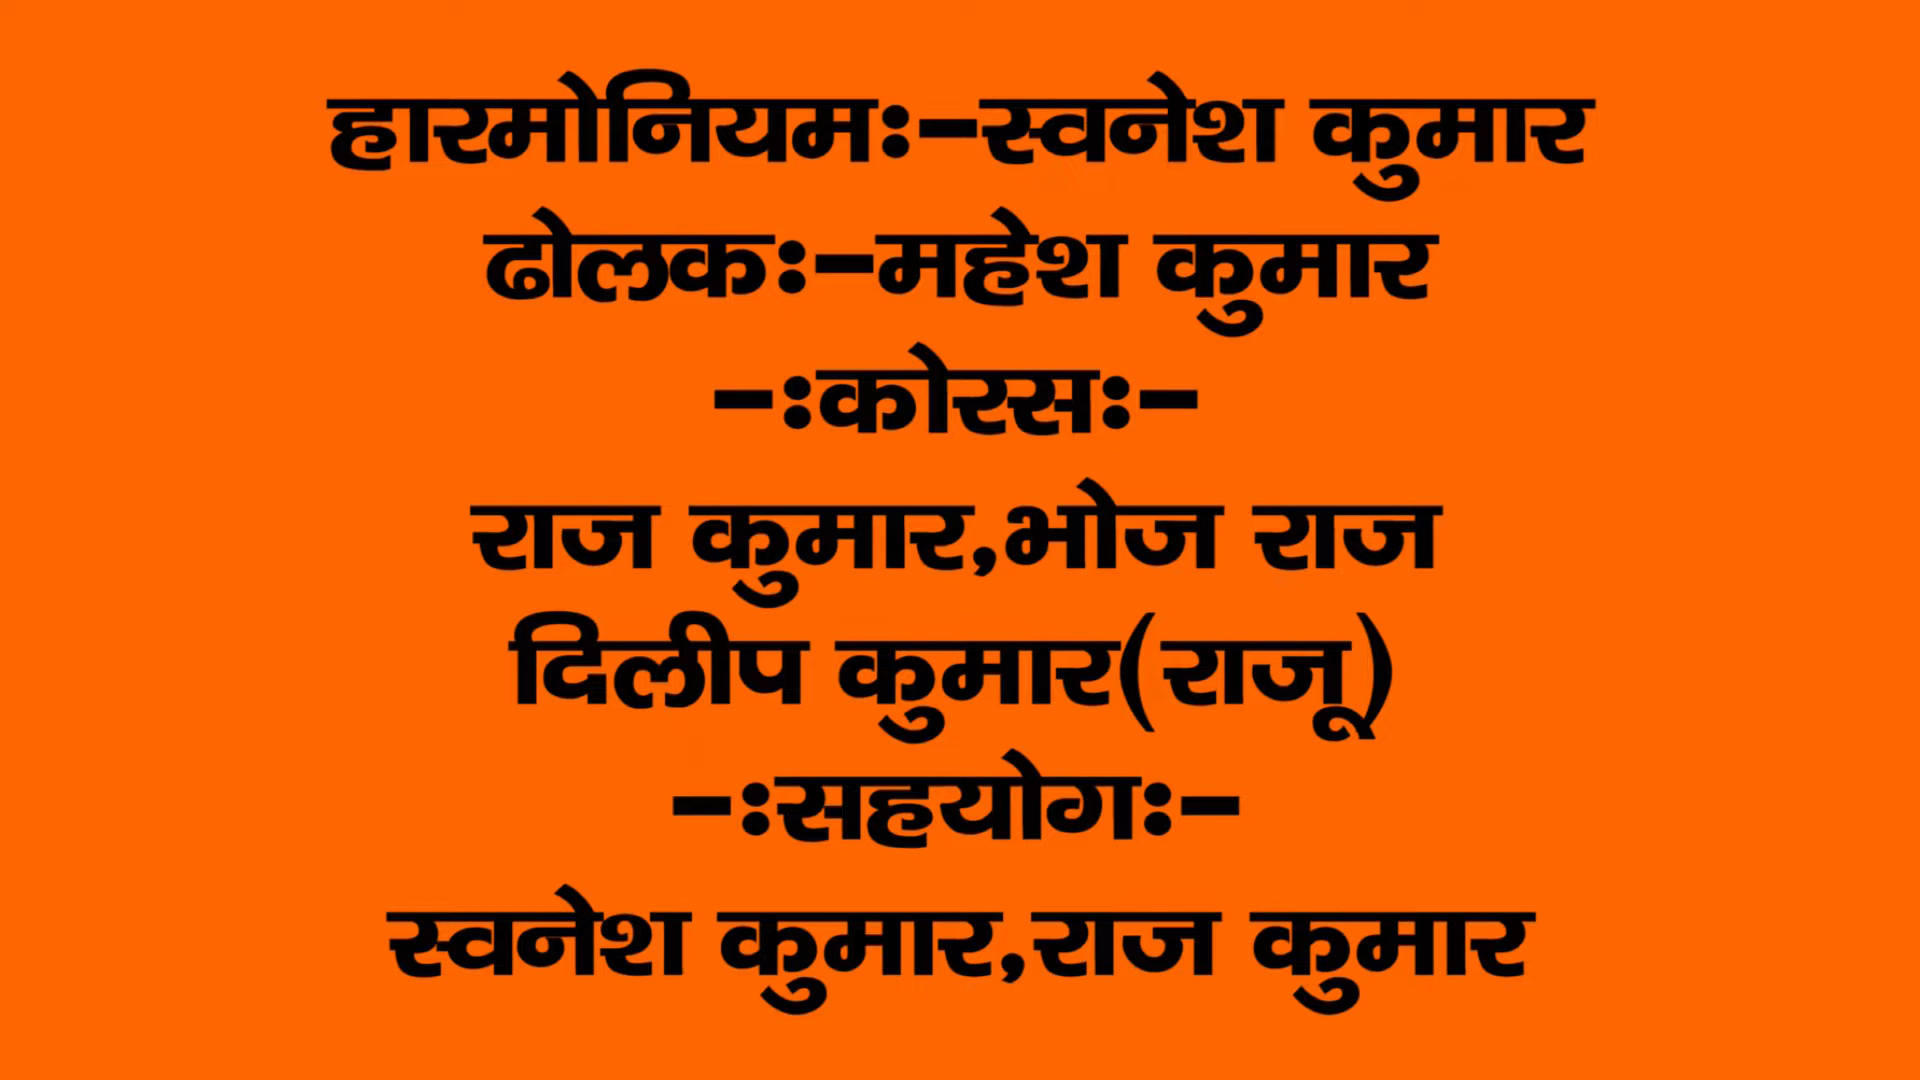 हारमोनियमः-स्वनेश कुमार
ढोलकः-महेश कुमार
-ःकोरसः-
राज कुमार,भोज राज
दिलीप कुमार(राजू)
-ःसहयोगः-
स्वनेश कुमार,राज कुमार